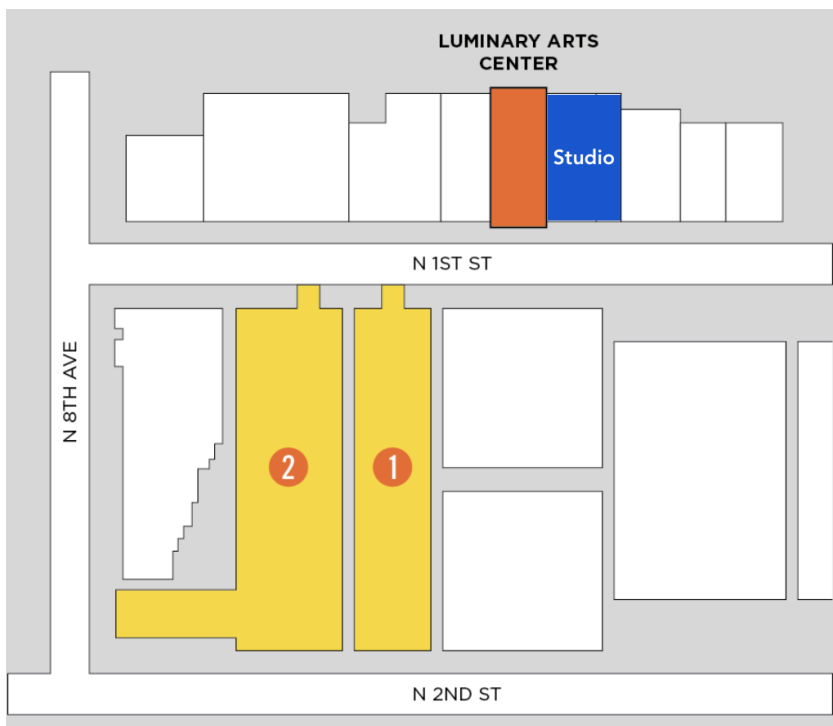 LUMINARY ARTS
CENTER
Studio
N 1ST ST
N 8TH AVE
2
1
N 2ND ST